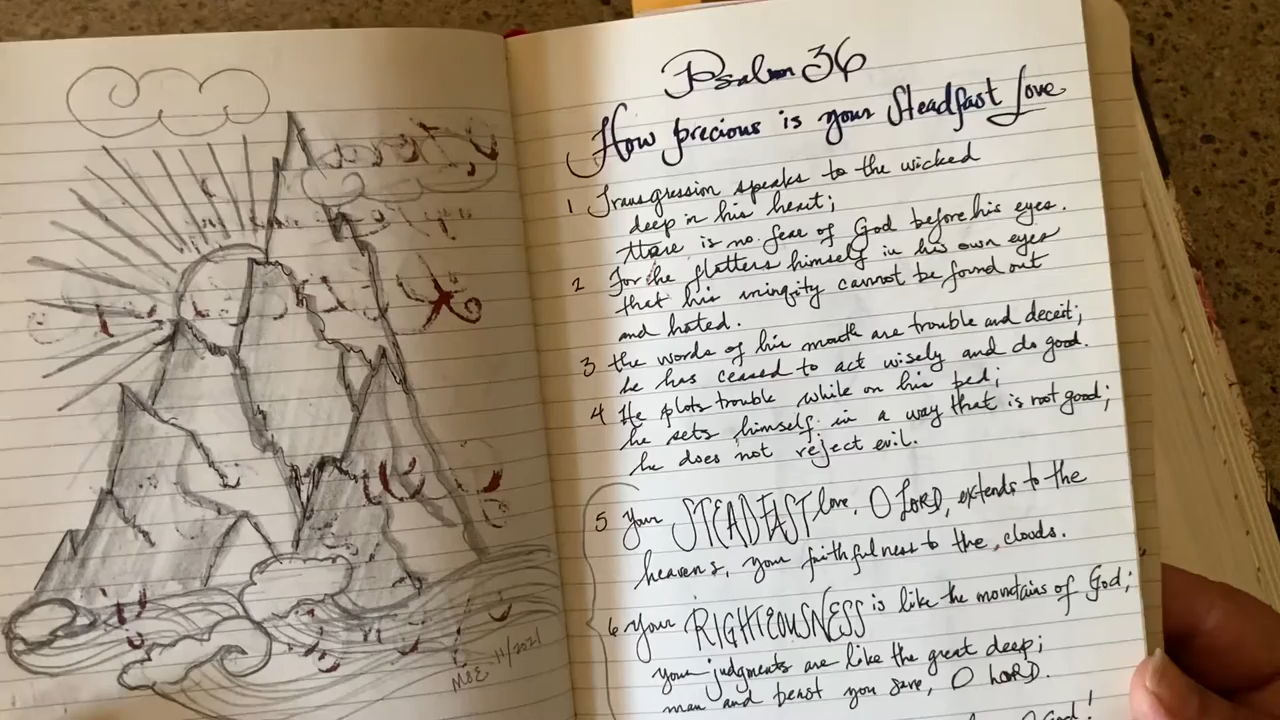 Psalm 36
How precious is your Steadfast Love
1 Transgression speaks to the wicked
deep in his heart;
there is no fear of God before his eyes.
2 For he flatters himself in his own eyes
that his iniquity cannot be found out
and hated.
3 the words of his mouth are trouble and deceit;
he has ceased to act wisely and do good.
4 He plots trouble while on his bed;
he sets himself in a way that is not good;
he does not reject evil.
5 Your STEADFAST love, O LORD, extends to the
heavens, your faithfulness to the clouds.
6 your RIGHTEOUSNESS is like the mountains of God;
your judgments are like the great deep;
man and beast you save, O LORD.
God!
11/2021